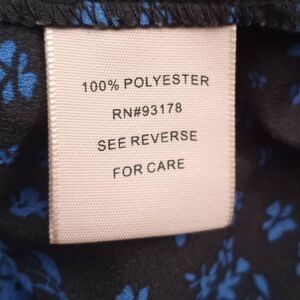 100% POLYESTER
RN#93178
SEE REVERSE
FOR CARE